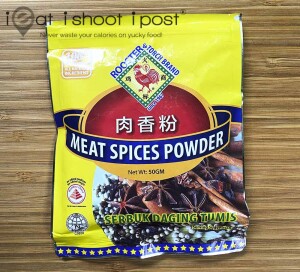 ieat ishoot ipost
never waste your calories on yucky food!
ROOSTER TORCH BRAND
肉香粉
MEAT SPICES POWDER
Net Wt: 50GM
SERBUK DAGING TUMIS